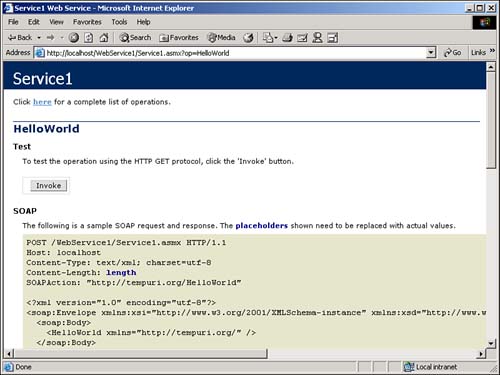 Service1 Web Service - Microsoft Internet Explorer
File Edit View Favorites Tools Help
Back Search Favorites Media
Address http://localhost/WebService1/Service1.asmx?op=HelloWorld Go Links »
Service1
Click here for a complete list of operations.
HelloWorld
Test
To test the operation using the HTTP GET protocol, click the 'Invoke' button.
Invoke
SOAP
The following is a sample SOAP request and response. The placeholders shown need to be replaced with actual values.
POST /WebService1/Service1.asmx HTTP/1.1
Host: localhost
Content-Type: text/xml; charset=utf-8
Content-Length: length
SOAPAction: "http://tempuri.org/HelloWorld"
<?xml version="1.0" encoding="utf-8"?>
<soap:Envelope xmlns:xsi="http://www.w3.org/2001/XMLSchema-instance" xmlns:xsd="http://www.w
<soap:Body>
<HelloWorld xmlns="http://tempuri.org/" />
</soap:Body>
Done Local intranet